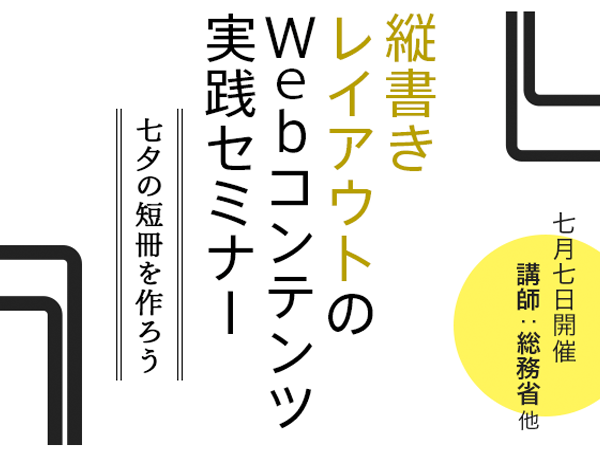 縦書き
レイアウトの
Webコンテンツ
実践セミナー
七夕の短冊を作ろう
七月七日開催
講師：総務省 他